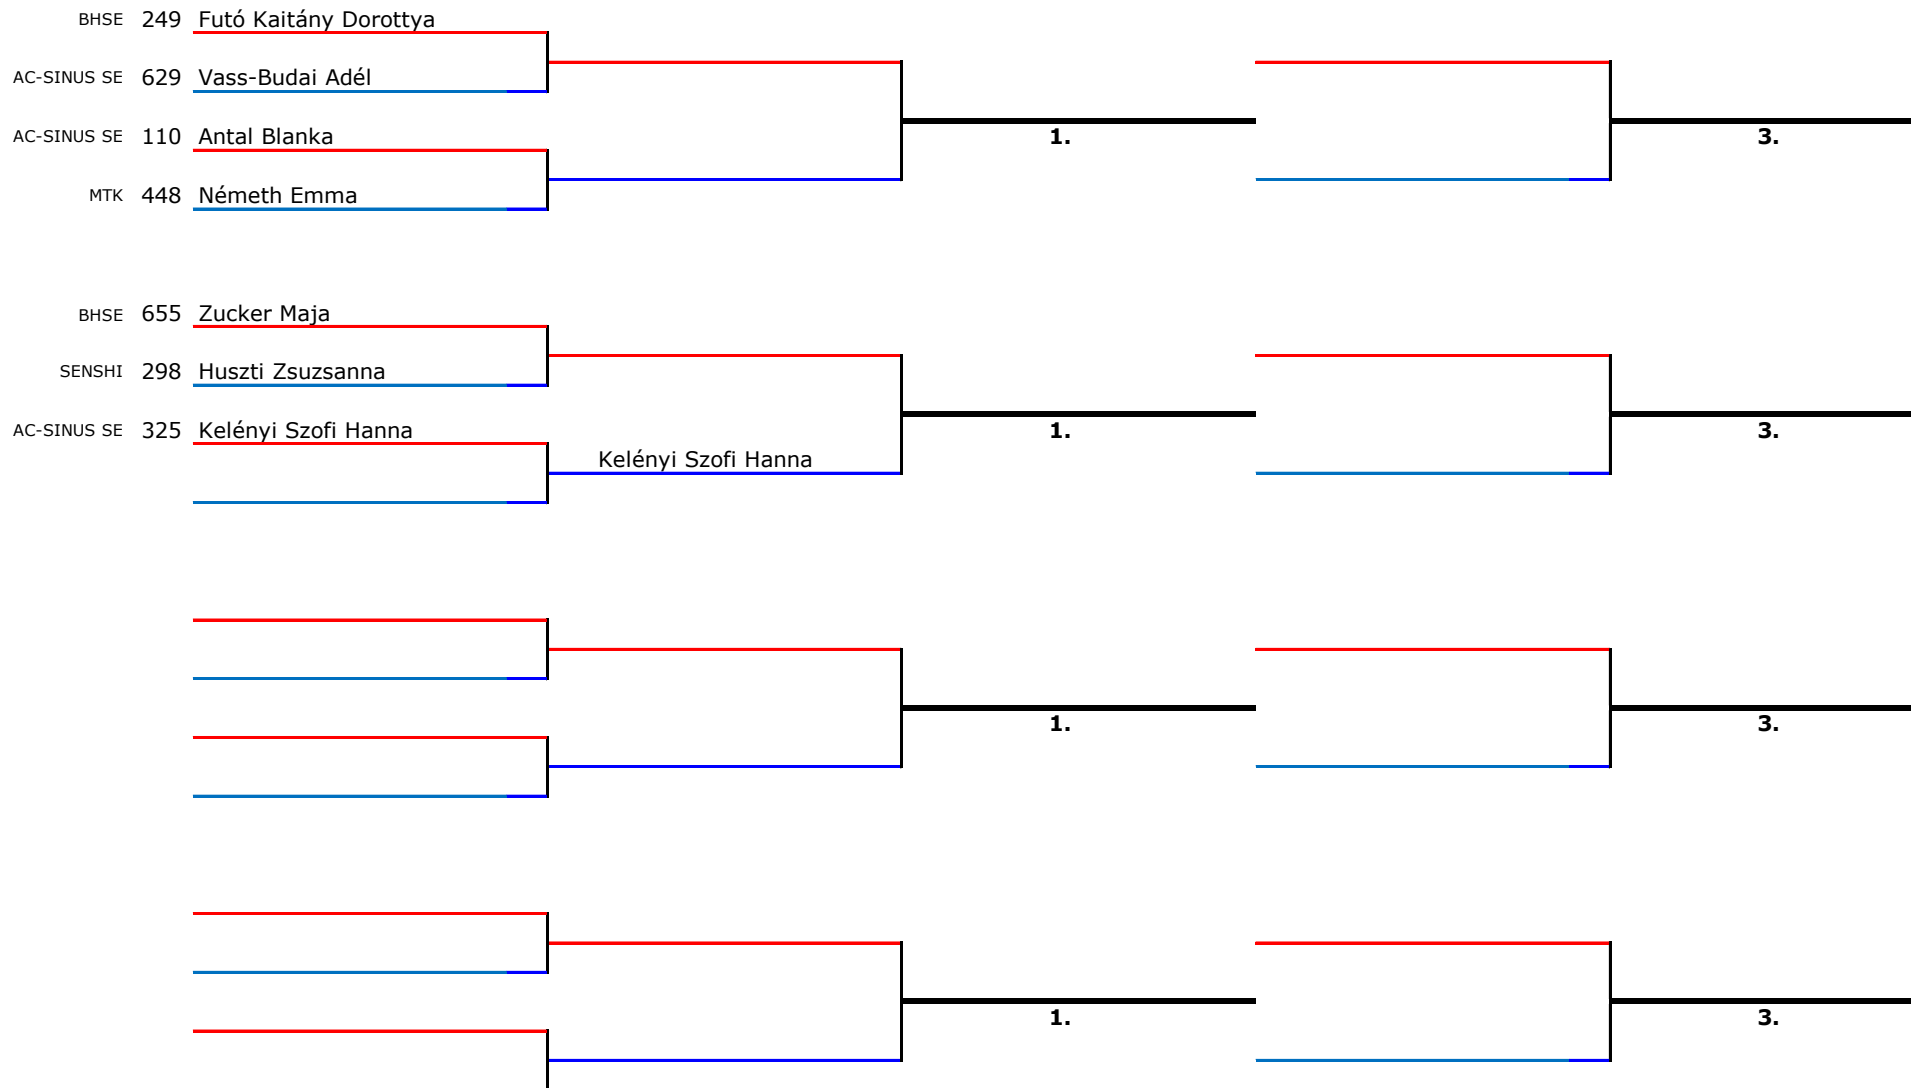 BHSE 249 Futó Kaitány Dorottya
AC-SINUS SE 629 Vass-Budai Adél
1. 3.
AC-SINUS SE 110 Antal Blanka
MTK 448 Németh Emma
BHSE 655 Zucker Maja
SENSHI 298 Huszti Zsuzsanna
AC-SINUS SE 325 Kelényi Szofi Hanna 1. 3.
Kelényi Szofi Hanna
1. 3.
1. 3.